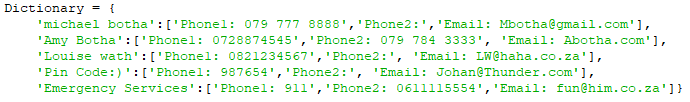 Dictionary = {
'michael botha':['Phone1: 079 777 8888','Phone2:','Email: Mbotha@gmail.com'],
'Amy Botha':['Phone1: 0728874545','Phone2: 079 784 3333', 'Email: Abotha.com'],
'Louise wath':['Phone1: 0821234567','Phone2:', 'Email: LW@haha.co.za'],
'Pin Code:)':['Phone1: 987654','Phone2:', 'Email: Johan@Thunder.com'],
'Emergency Services':['Phone1: 911','Phone2: 0611115554','Email: fun@him.co.za']}